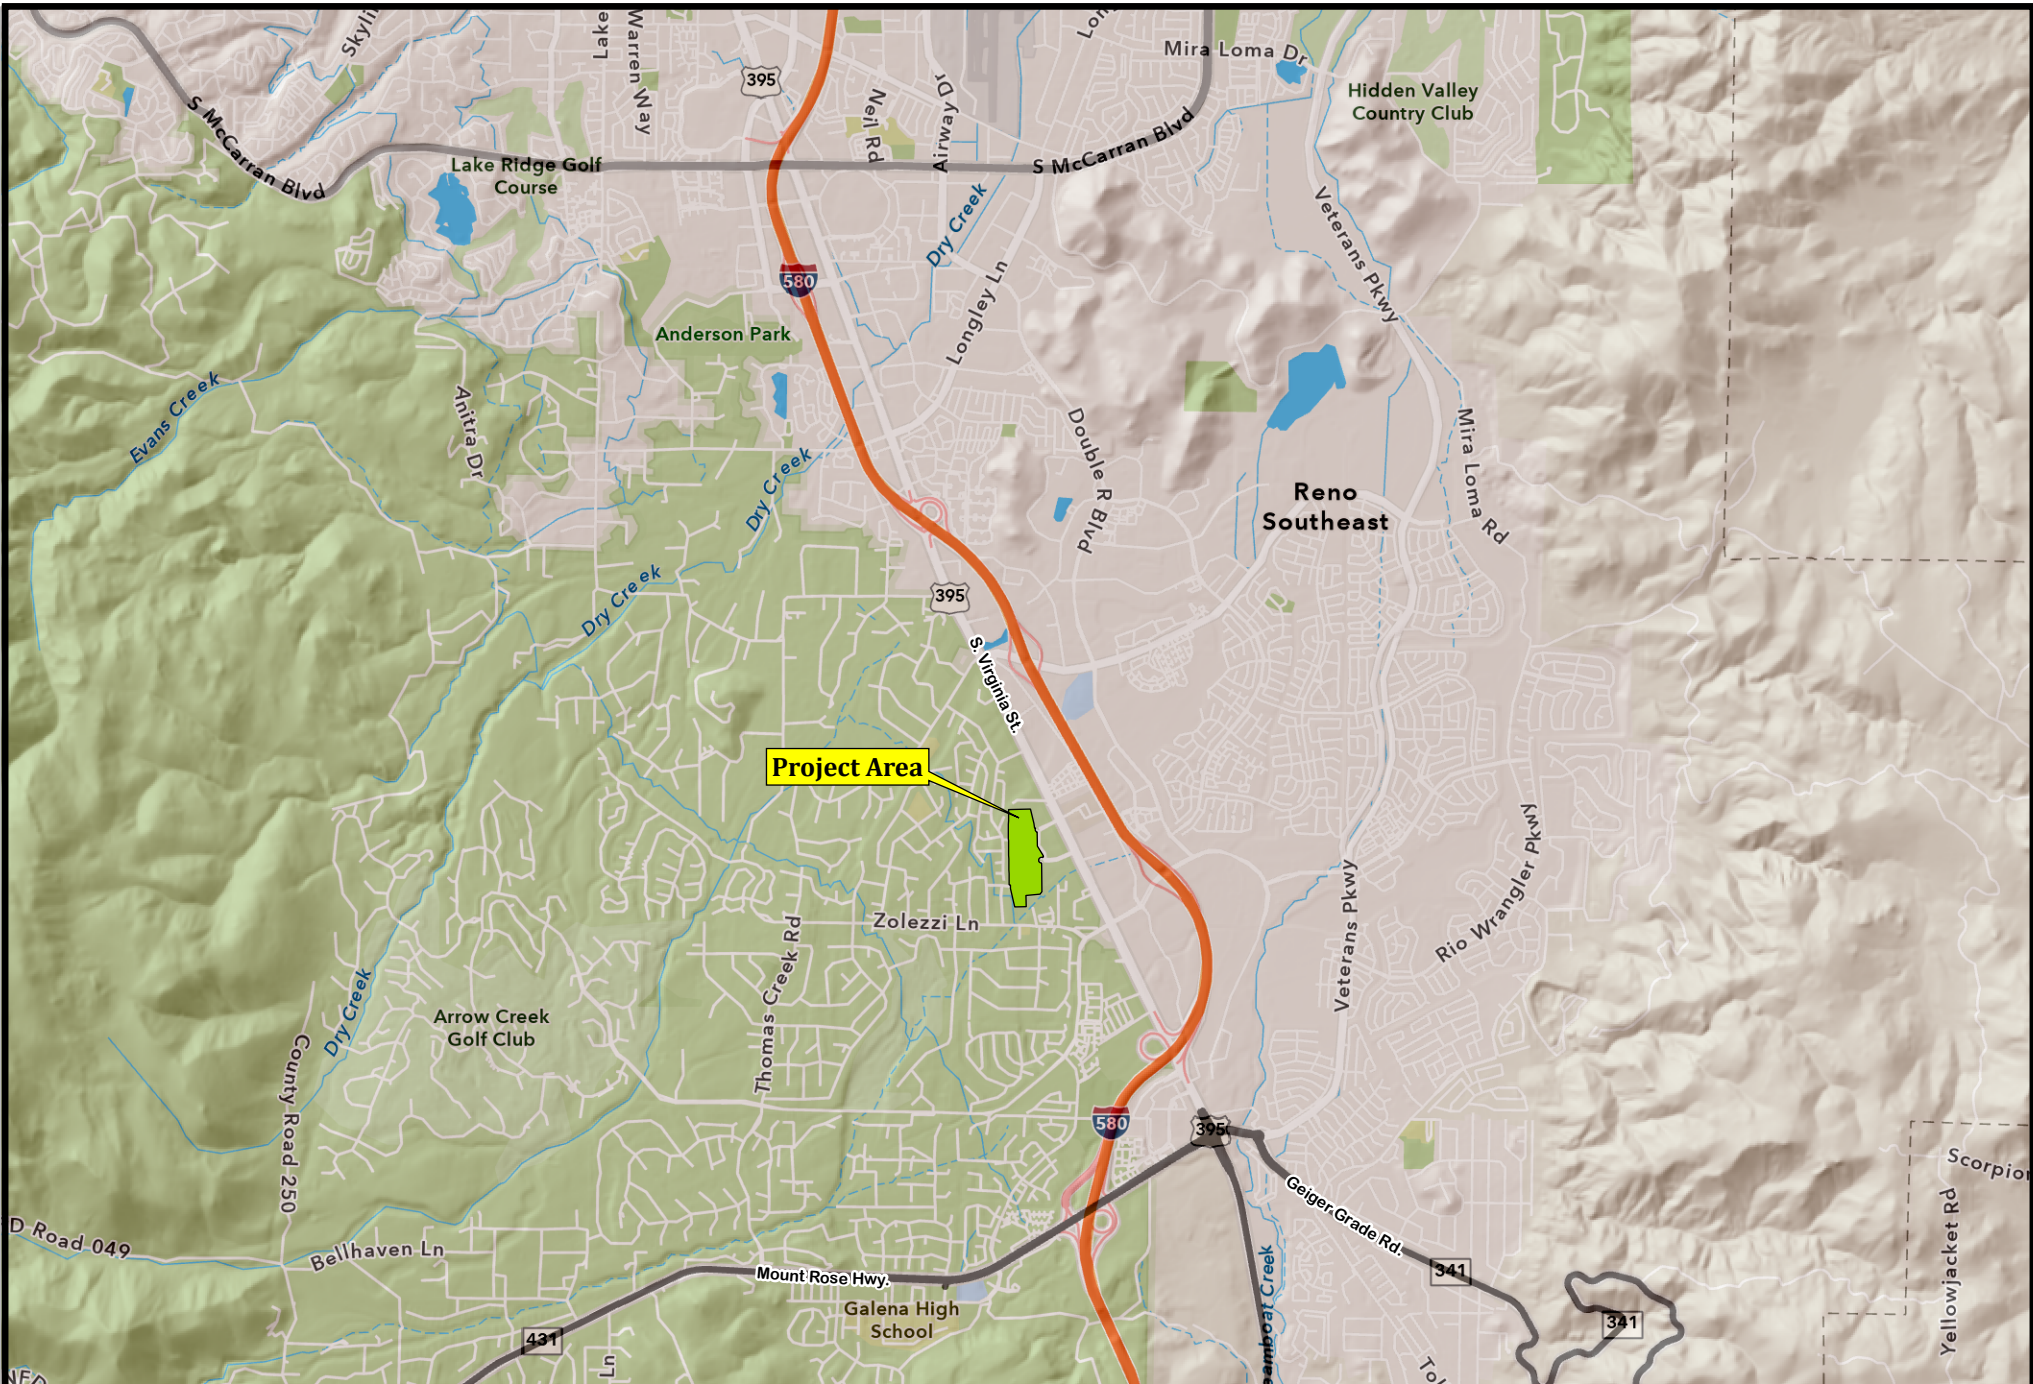 Lake
Warren Way
395
Neil Rd
Airway Dr
Mira Loma Dr
Hidden Valley
Country Club
S McCarran Blvd
Lake Ridge Golf
Course
S McCarran Blvd
Dry Creek
Veterans Pkwy
580
Longley Ln
Anderson Park
Evans Creek
Anitra Dr
Dry Creek
Double R Blvd
Mira Loma Rd
Reno
Southeast
Dry Creek
395
S. Virginia St.
Project Area
Zolezzi Ln
Thomas Creek Rd
Veterans Pkwy
Rio Wrangler Pkwy
Dry Creek
Arrow Creek
Golf Club
County Road 250
580
395
Geiger Grade Rd.
341
341
Yellowjacket Rd
D Road 049
Bellhaven Ln
Mount Rose Hwy.
Galena High
School
431
Ln